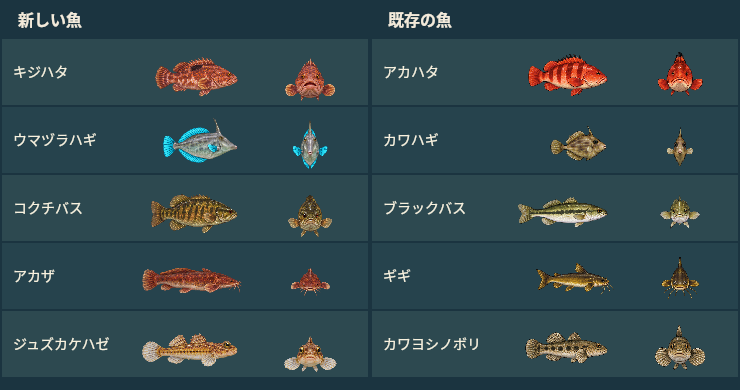 新しい魚
既存の魚
キジハタ
アカハタ
ウマヅラハギ
カワハギ
コクチバス
ブラックバス
アカザ
ギギ
ジュズカケハゼ
カワヨシノボリ